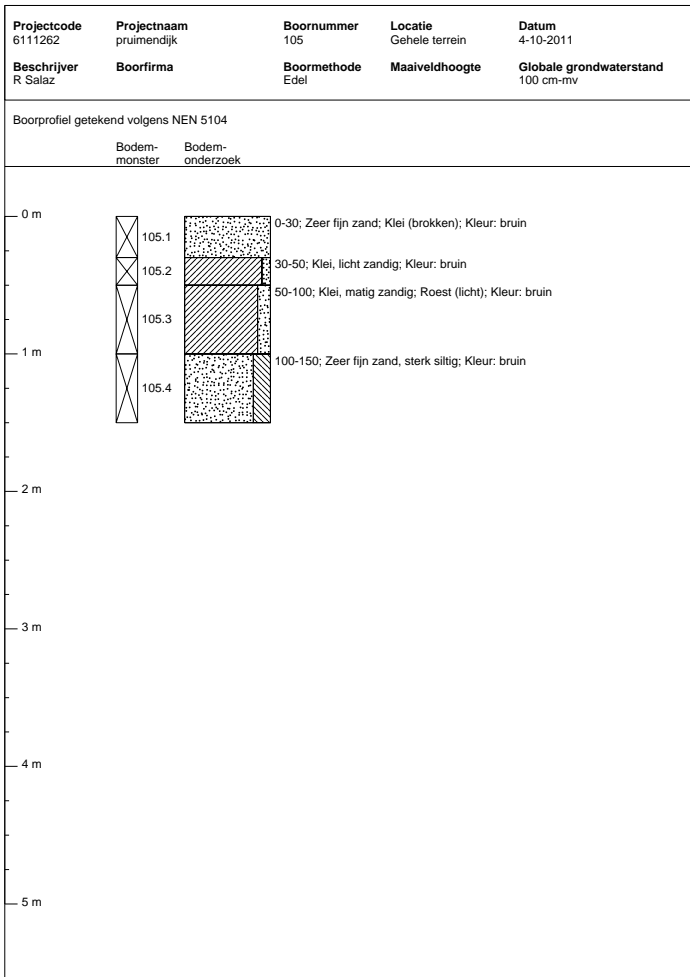 Projectcode Projectnaam Boornummer Locatie Datum
6111262 pruimendijk 105 Gehele terrein 4-10-2011
Beschrijver Boorfirma Boormethode Maaiveldhoogte Globale grondwaterstand
R Salaz Edel 100 cm-mv
Boorprofiel getekend volgens NEN 5104
Bodem- Bodem-
monster onderzoek
0 m
0-30; Zeer fijn zand; Klei (brokken); Kleur: bruin
105.1
30-50; Klei, licht zandig; Kleur: bruin
105.2
50-100; Klei, matig zandig; Roest (licht); Kleur: bruin
105.3
1 m
100-150; Zeer fijn zand, sterk siltig; Kleur: bruin
105.4
2 m
3 m
4 m
5 m